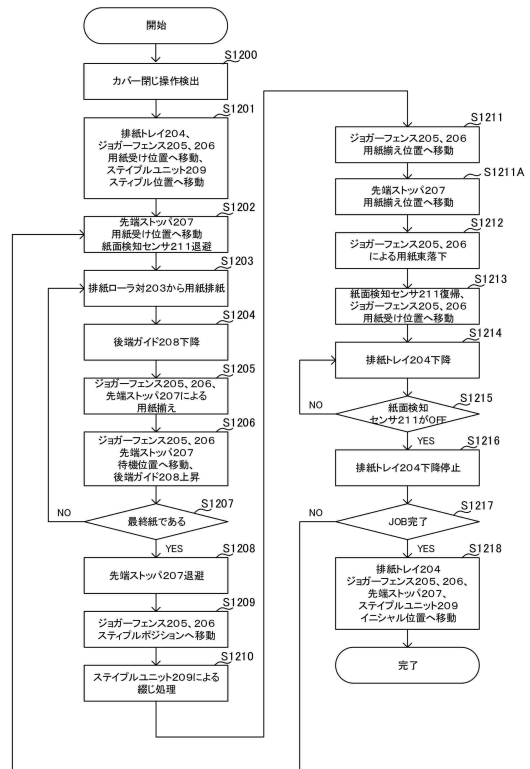 開始
S1200
カバー閉じ操作検出
S1201
排紙トレイ204、
ジョガーフェンス205、206
用紙受け位置へ移動、
ステイプルユニット209
スティプル位置へ移動
S1202
先端ストッパ207
用紙受け位置へ移動
紙面検知センサ211退避
S1203
排紙ローラ対203から用紙排紙
S1204
後端ガイド208下降
S1205
ジョガーフェンス205、206、
先端ストッパ207による
用紙揃え
S1206
ジョガーフェンス205、206
先端ストッパ207
待機位置へ移動、
後端ガイド208上昇
S1207
NO
最終紙である
YES
S1208
先端ストッパ207退避
S1209
ジョガーフェンス205、206
スティプルポジションへ移動
S1210
ステイプルユニット209による
綴じ処理
S1211
ジョガーフェンス205、206
用紙揃え位置へ移動
S1211A
先端ストッパ207
用紙揃え位置へ移動
S1212
ジョガーフェンス205、206
による用紙束落下
S1213
紙面検知センサ211復帰、
ジョガーフェンス205、206
用紙受け位置へ移動
S1214
排紙トレイ204下降
S1215
NO
紙面検知
センサ211がOFF
YES
S1216
排紙トレイ204下降停止
S1217
NO
JOB完了
YES
S1218
排紙トレイ204
ジョガーフェンス205、206、
先端ストッパ207、
ステイプルユニット209
イニシャル位置へ移動
完了